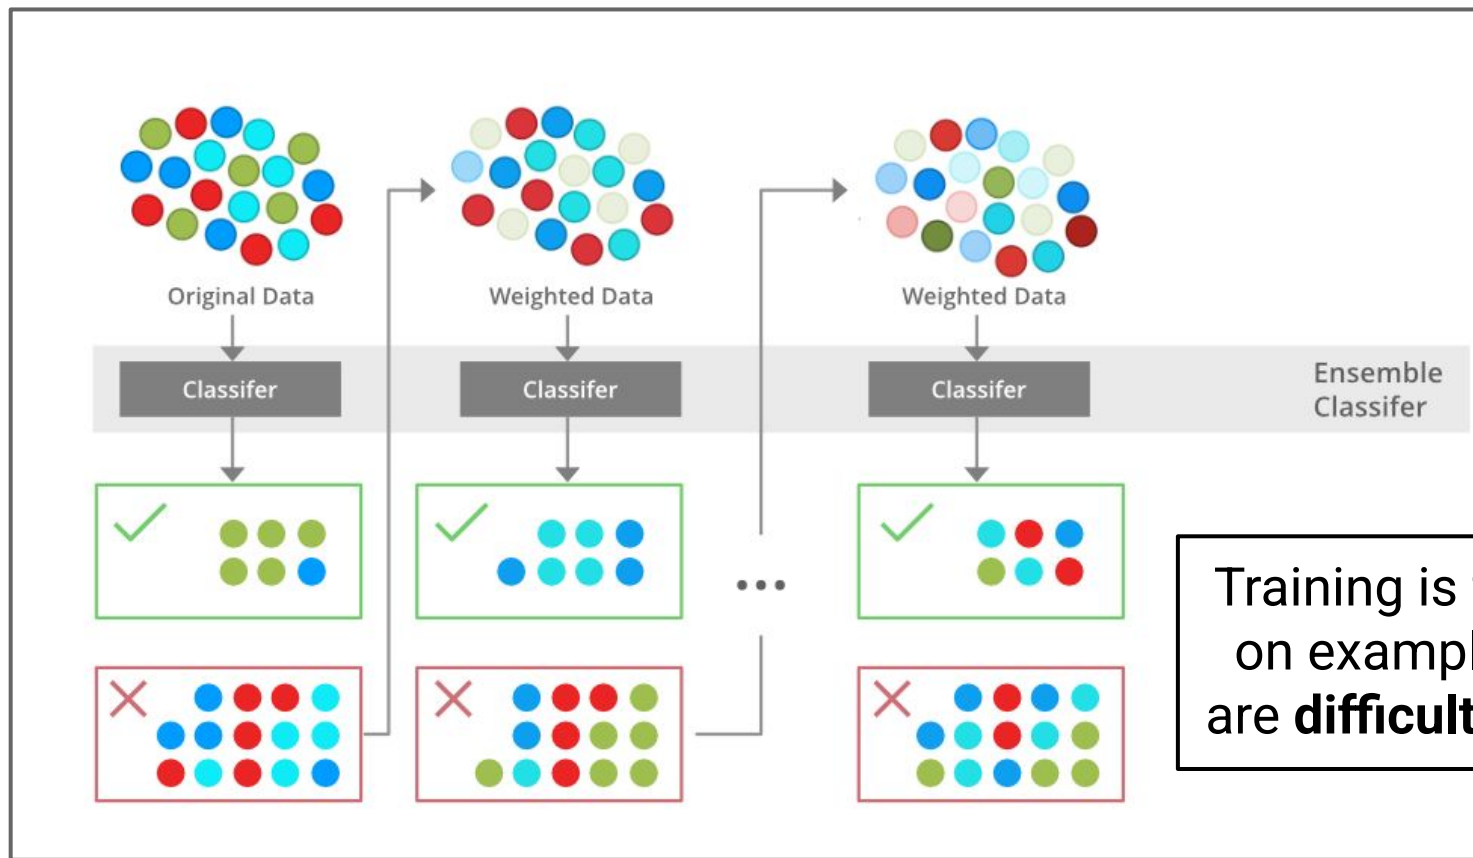 Original Data
Weighted Data
Weighted Data
Classifer
Classifer
Classifer
Ensemble
Classifer
...
Training is
on exampl
are difficult